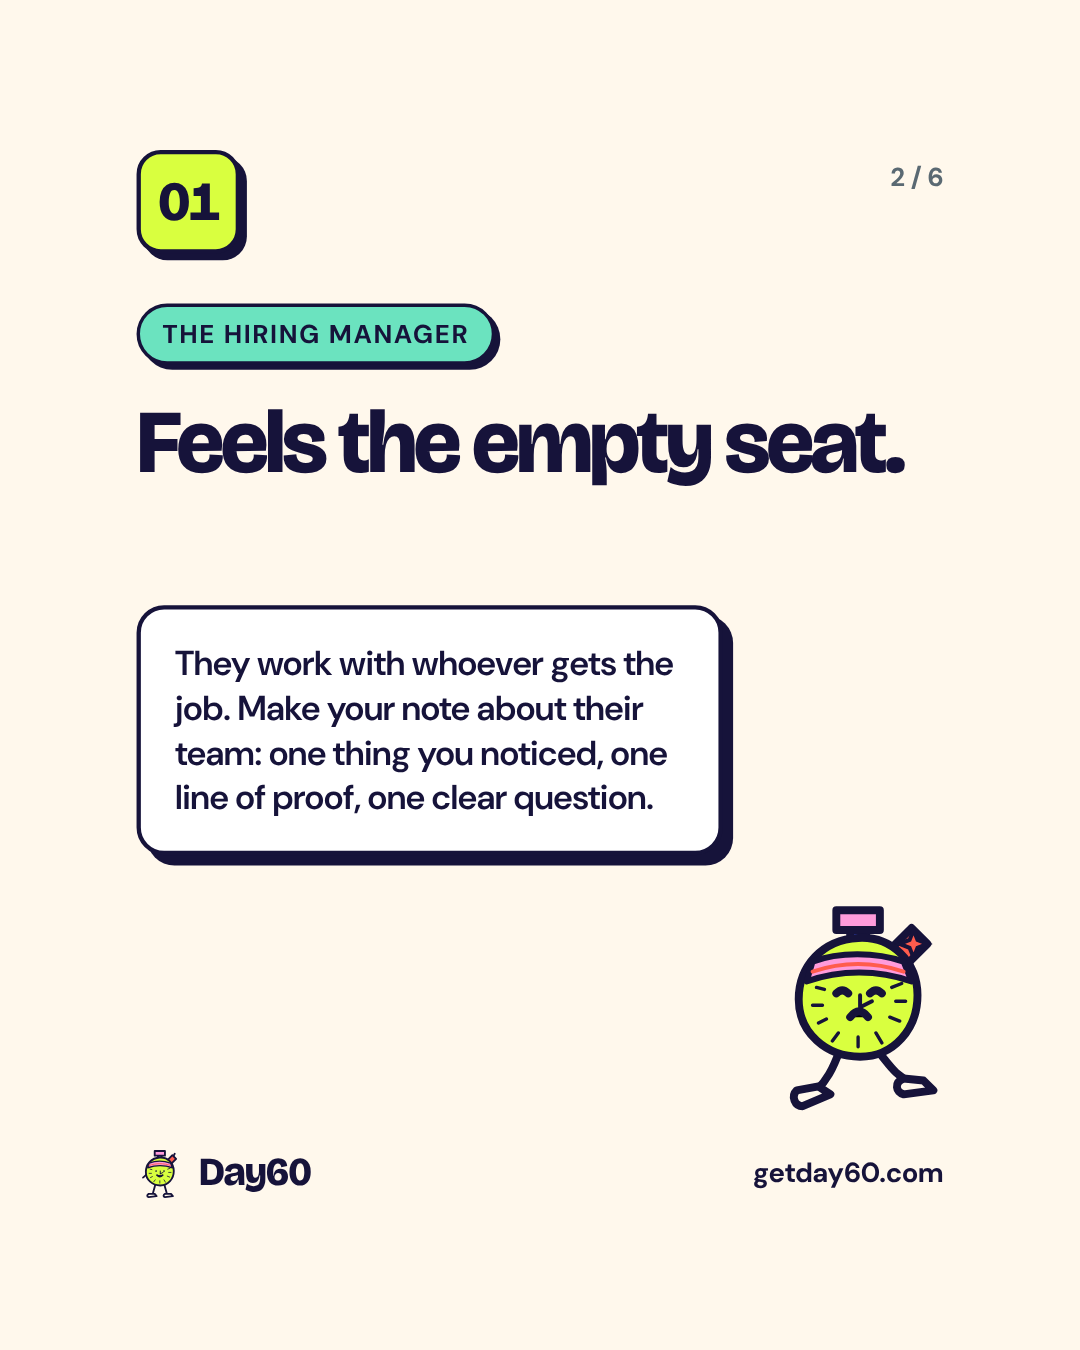 01
2 / 6
THE HIRING MANAGER
Feels the empty seat.
They work with whoever gets the
job. Make your note about their
team: one thing you noticed, one
line of proof, one clear question.
Day60
getday60.com